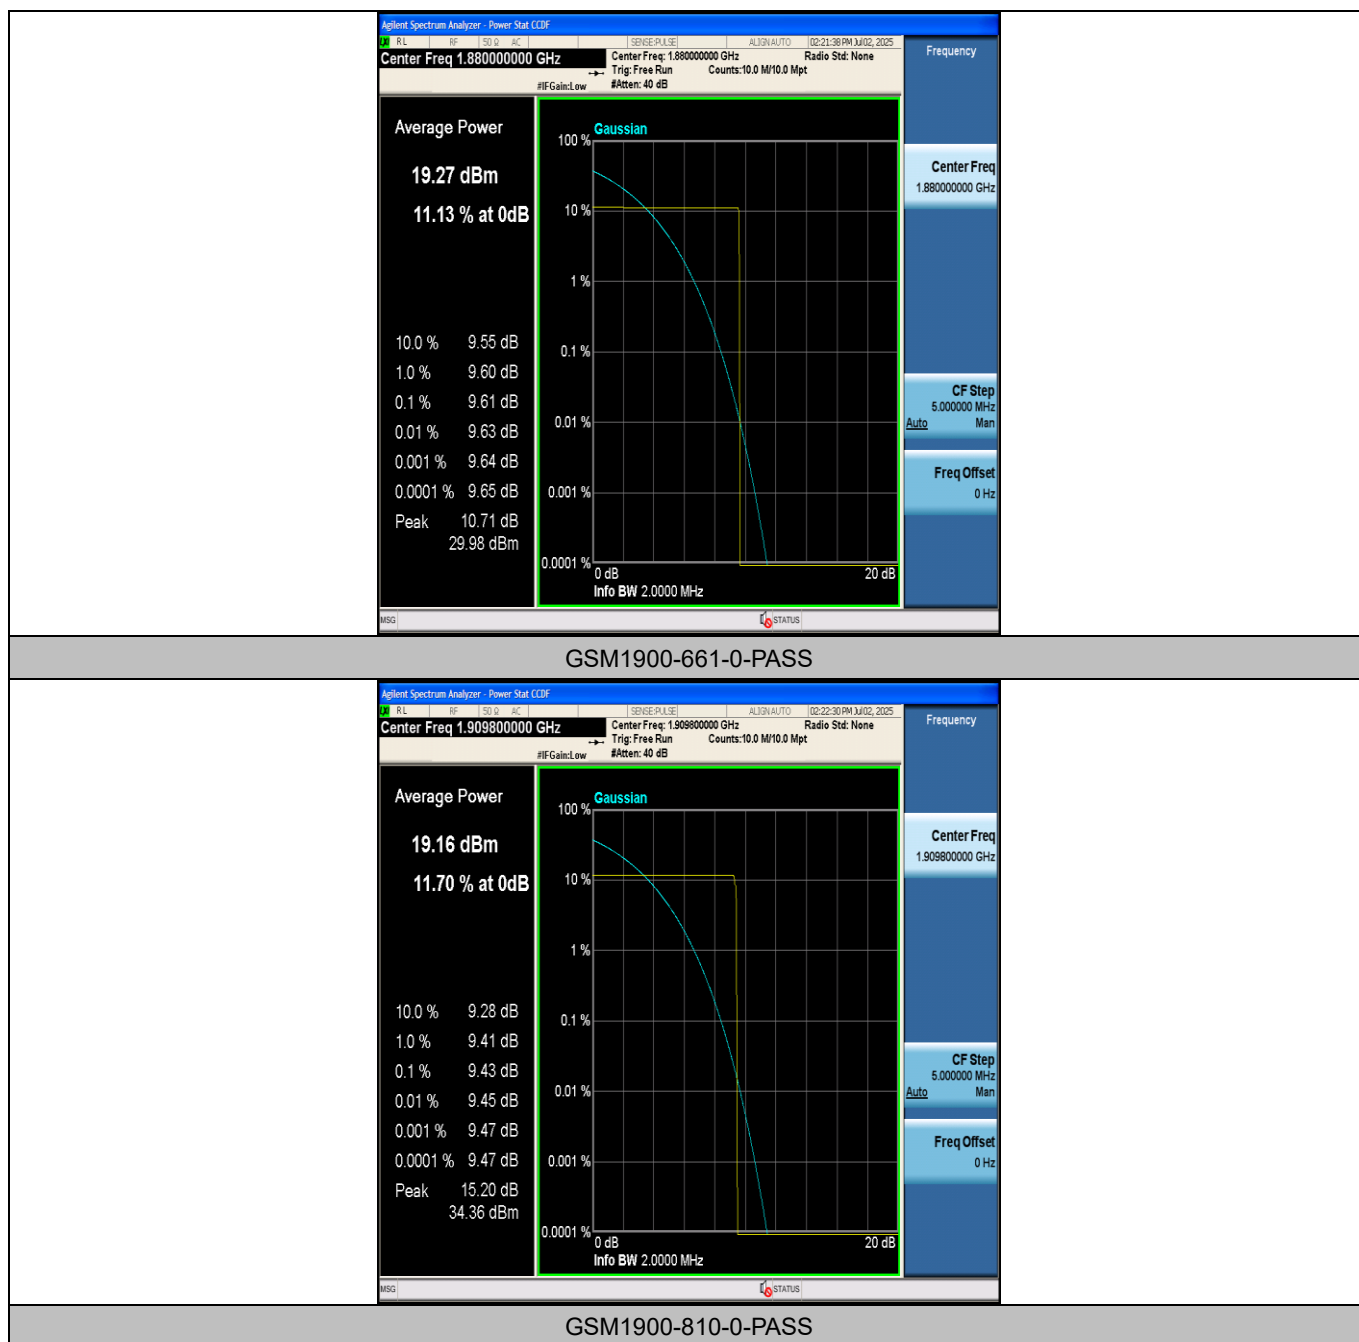 Agilent Spectrum Analyzer - Power Stat CCDF
LXI RL RF 50 Ω AC SENSE:PULSE ALIGN AUTO 02:21:38 PM Jul 02, 2025
Center Freq 1.880000000 GHz
Center Freq: 1.880000000 GHz Radio Std: None
Trig: Free Run Counts:10.0 M/10.0 Mpt
#IFGain:Low #Atten: 40 dB
Frequency
Average Power
19.27 dBm
11.13 % at 0dB
10.0 % 9.55 dB
1.0 % 9.60 dB
0.1 % 9.61 dB
0.01 % 9.63 dB
0.001 % 9.64 dB
0.0001 % 9.65 dB
Peak 10.71 dB
29.98 dBm
Gaussian
100 %
10 %
1 %
0.1 %
0.01 %
0.001 %
0.0001 %
0 dB 20 dB
Info BW 2.0000 MHz
Center Freq
1.880000000 GHz
CF Step
5.000000 MHz
Auto Man
Freq Offset
0 Hz
MSG STATUS
GSM1900-661-0-PASS
Agilent Spectrum Analyzer - Power Stat CCDF
LXI RL RF 50 Ω AC SENSE:PULSE ALIGN AUTO 02:22:30 PM Jul 02, 2025
Center Freq 1.909800000 GHz
Center Freq: 1.909800000 GHz Radio Std: None
Trig: Free Run Counts:10.0 M/10.0 Mpt
#IFGain:Low #Atten: 40 dB
Frequency
Average Power
19.16 dBm
11.70 % at 0dB
10.0 % 9.28 dB
1.0 % 9.41 dB
0.1 % 9.43 dB
0.01 % 9.45 dB
0.001 % 9.47 dB
0.0001 % 9.47 dB
Peak 15.20 dB
34.36 dBm
Gaussian
100 %
10 %
1 %
0.1 %
0.01 %
0.001 %
0.0001 %
0 dB 20 dB
Info BW 2.0000 MHz
Center Freq
1.909800000 GHz
CF Step
5.000000 MHz
Auto Man
Freq Offset
0 Hz
MSG STATUS
GSM1900-810-0-PASS